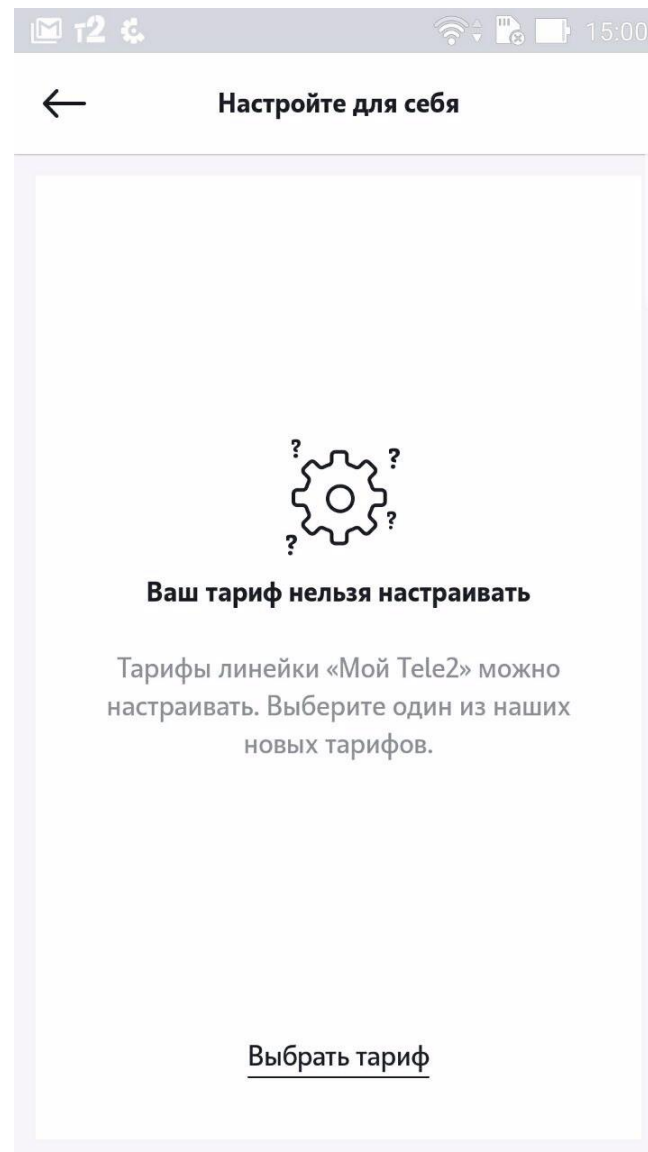 T2 15:00
Настройте для себя
? ?
? ?
Ваш тариф нельзя настраивать
Тарифы линейки «Мой Tele2» можно
настраивать. Выберите один из наших
новых тарифов.
Выбрать тариф